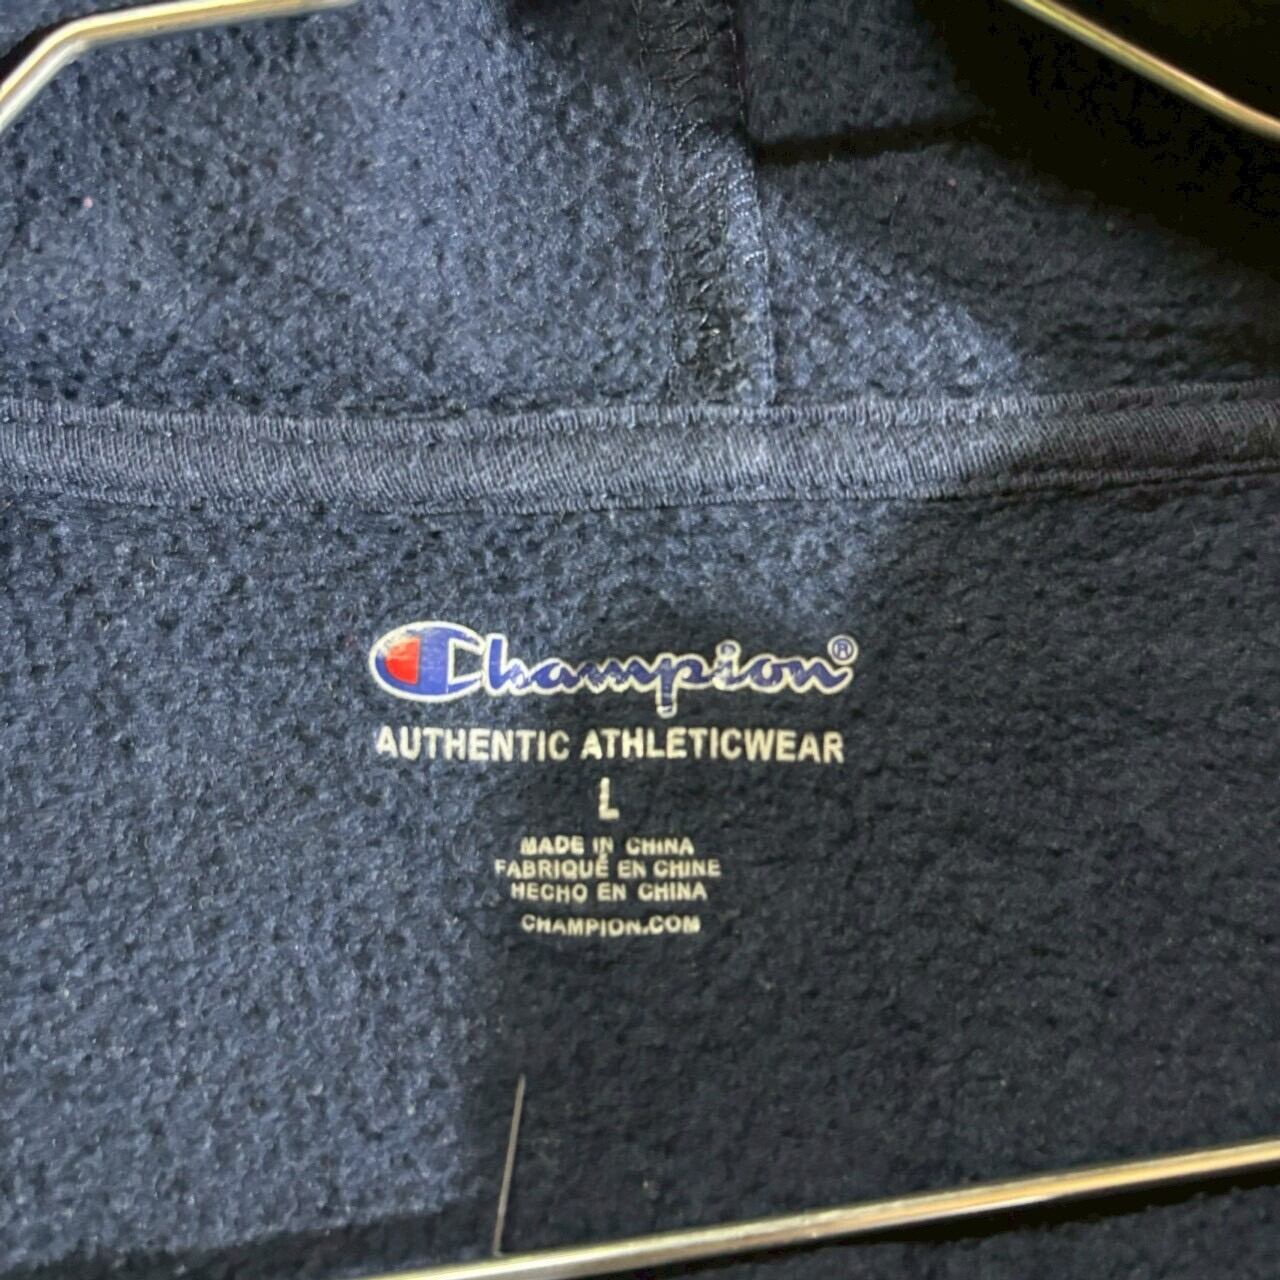 Champion®
AUTHENTIC ATHLETICWEAR
L
MADE IN CHINA
FABRIQUÉ EN CHINE
HECHO EN CHINA
CHAMPION.COM